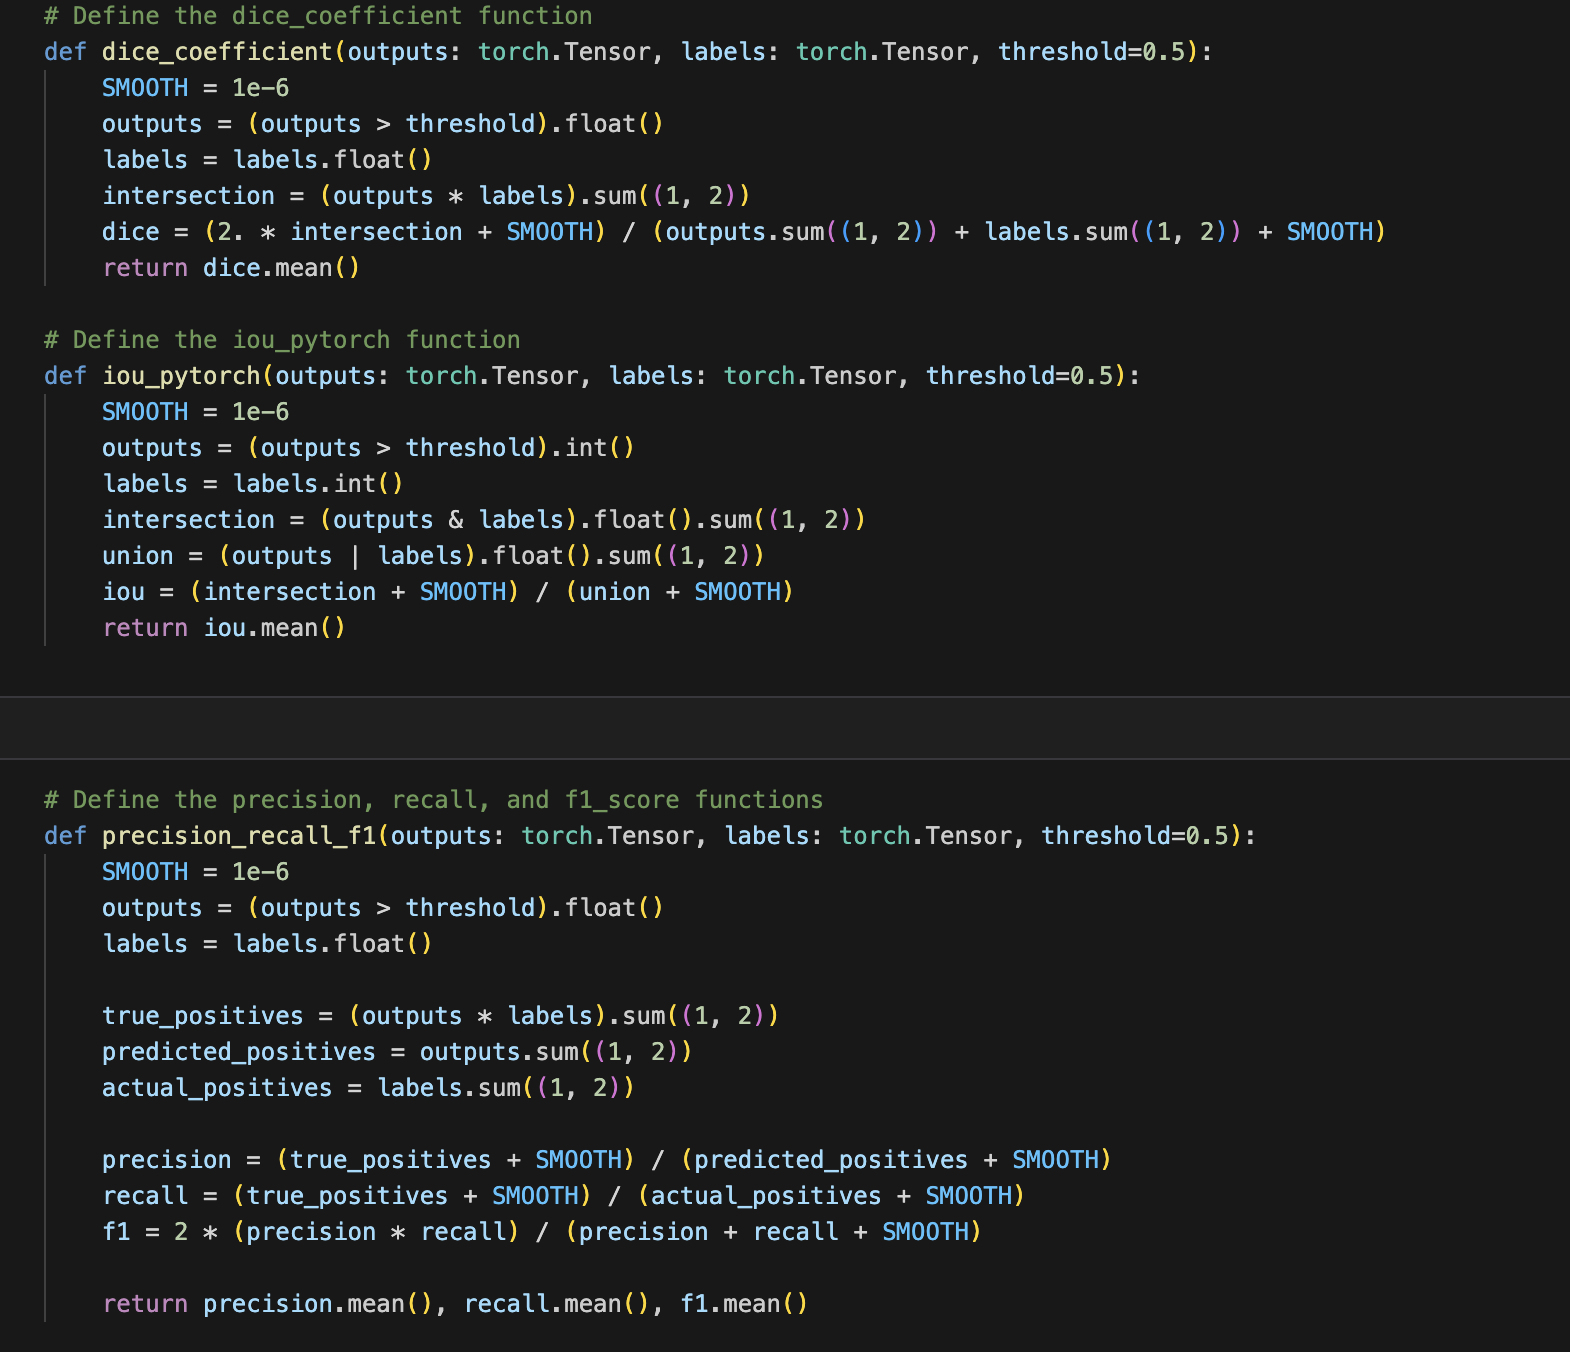 # Define the dice_coefficient function
def dice_coefficient(outputs: torch.Tensor, labels: torch.Tensor, threshold=0.5):
    SMOOTH = 1e-6
    outputs = (outputs > threshold).float()
    labels = labels.float()
    intersection = (outputs * labels).sum((1, 2))
    dice = (2. * intersection + SMOOTH) / (outputs.sum((1, 2)) + labels.sum((1, 2)) + SMOOTH)
    return dice.mean()

# Define the iou_pytorch function
def iou_pytorch(outputs: torch.Tensor, labels: torch.Tensor, threshold=0.5):
    SMOOTH = 1e-6
    outputs = (outputs > threshold).int()
    labels = labels.int()
    intersection = (outputs & labels).float().sum((1, 2))
    union = (outputs | labels).float().sum((1, 2))
    iou = (intersection + SMOOTH) / (union + SMOOTH)
    return iou.mean()

# Define the precision, recall, and f1_score functions
def precision_recall_f1(outputs: torch.Tensor, labels: torch.Tensor, threshold=0.5):
    SMOOTH = 1e-6
    outputs = (outputs > threshold).float()
    labels = labels.float()

    true_positives = (outputs * labels).sum((1, 2))
    predicted_positives = outputs.sum((1, 2))
    actual_positives = labels.sum((1, 2))

    precision = (true_positives + SMOOTH) / (predicted_positives + SMOOTH)
    recall = (true_positives + SMOOTH) / (actual_positives + SMOOTH)
    f1 = 2 * (precision * recall) / (precision + recall + SMOOTH)

    return precision.mean(), recall.mean(), f1.mean()